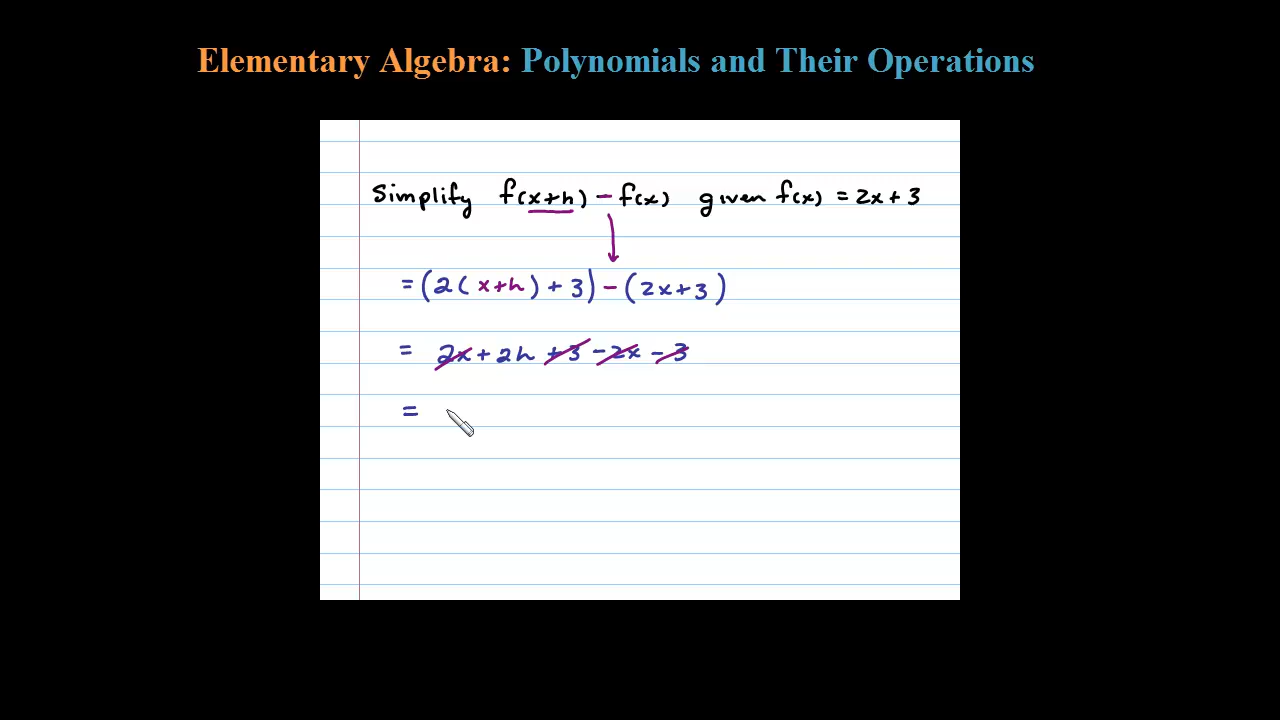 Elementary Algebra: Polynomials and Their Operations
Simplify f(x+h) - f(x) given f(x) = 2x + 3
= (2(x+h) + 3) - (2x+3)
= 2x + 2h + 3 - 2x - 3
=